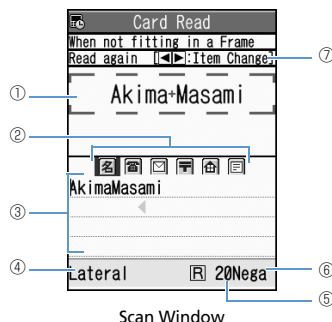 Card Read
When not fitting in a Frame
Read again [◀▶:Item Change]
⑦
①
Akima+Masami
②
名 〒
AkimaMasami
③
④
Lateral R 20Nega
⑥
⑤
Scan Window